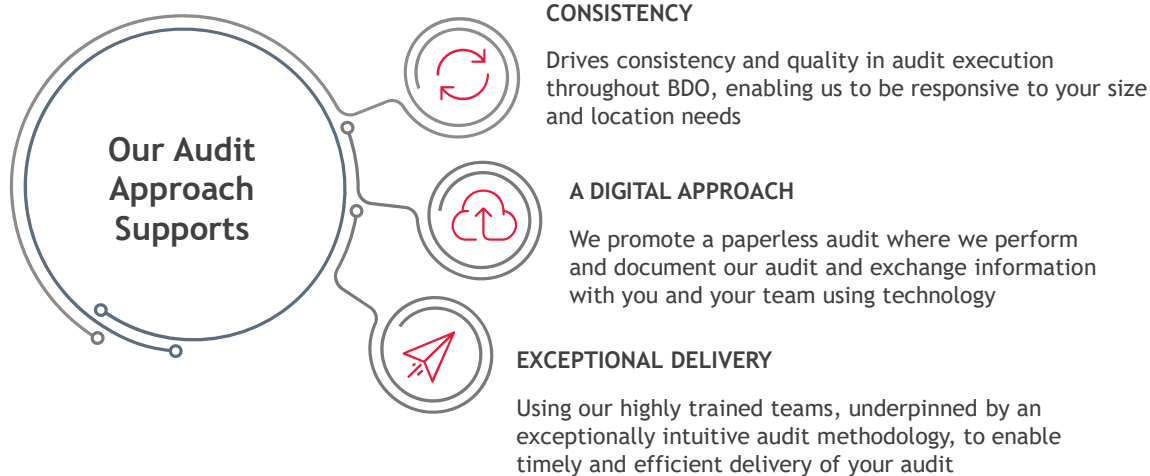 CONSISTENCY
Drives consistency and quality in audit execution
throughout BDO, enabling us to be responsive to your size
and location needs
Our Audit
Approach
Supports
A DIGITAL APPROACH
We promote a paperless audit where we perform
and document our audit and exchange information
with you and your team using technology
EXCEPTIONAL DELIVERY
Using our highly trained teams, underpinned by an
exceptionally intuitive audit methodology, to enable
timely and efficient delivery of your audit